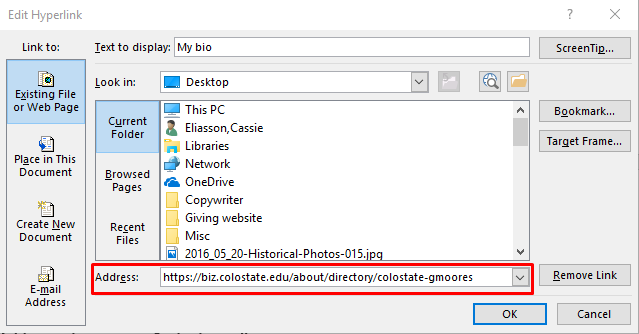 Edit Hyperlink
Link to:
Text to display: My bio
ScreenTip...
Existing File
or Web Page
Look in: Desktop
Place in This
Document
Create New
Document
E-mail
Address
Current
Folder
Browsed
Pages
Recent
Files
This PC
Eliasson,Cassie
Libraries
Network
OneDrive
Copywriter
Giving website
Misc
2016_05_20-Historical-Photos-015.jpg
Bookmark...
Target Frame...
Address: https://biz.colostate.edu/about/directory/colostate-gmoores
Remove Link
OK
Cancel